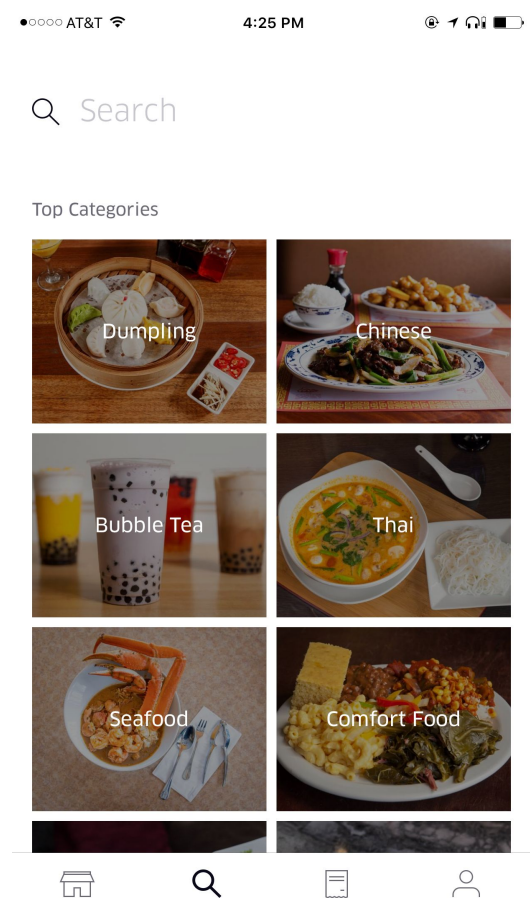 AT&T 4:25 PM
Search
Top Categories
Dumpling Chinese
Bubble Tea Thai
Seafood Comfort Food